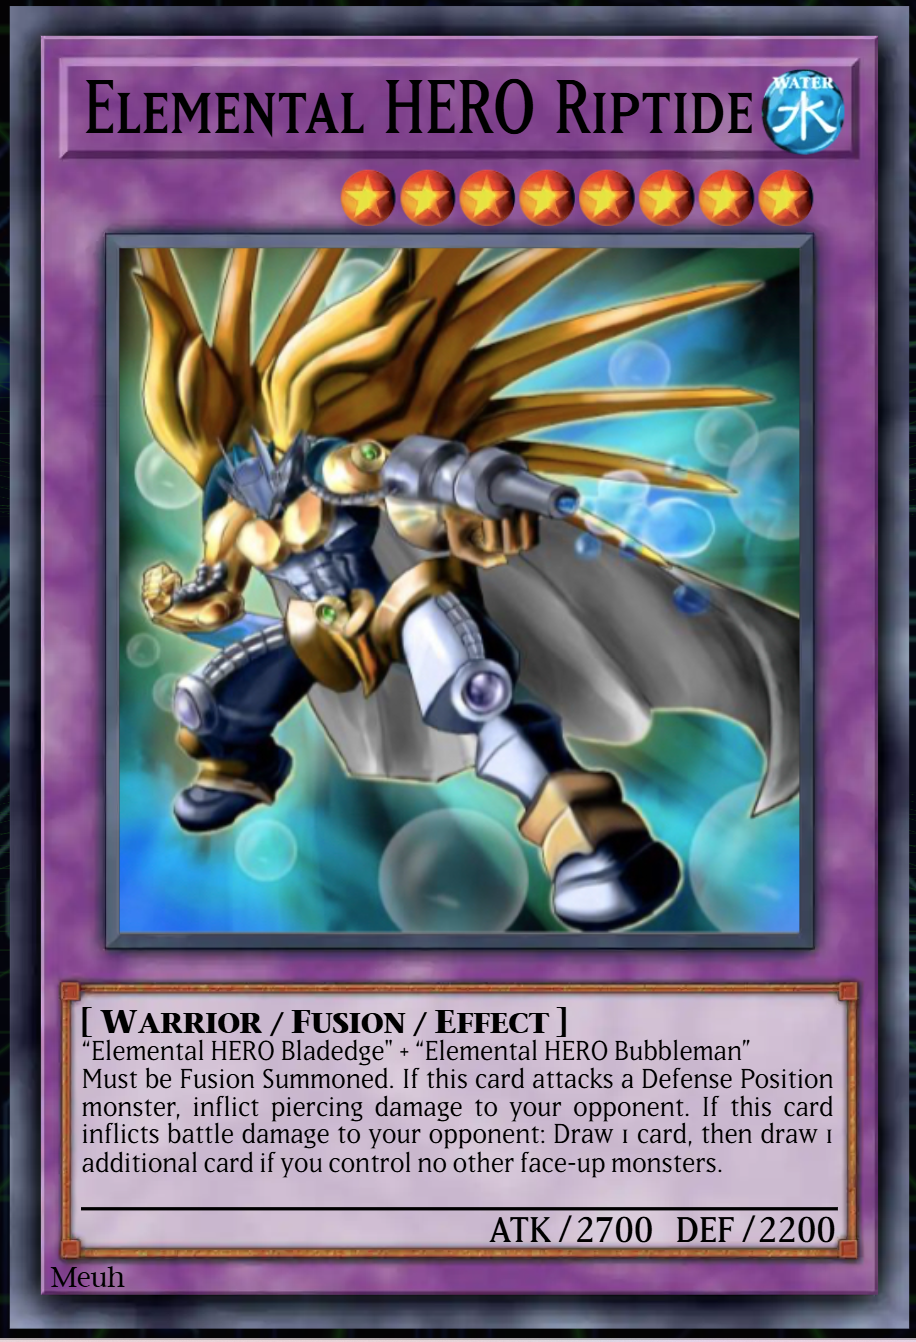 Elemental HERO Riptide
WATER
水
[ Warrior / Fusion / Effect ]
“Elemental HERO Bladedge" + “Elemental HERO Bubbleman”
Must be Fusion Summoned. If this card attacks a Defense Position
monster, inflict piercing damage to your opponent. If this card
inflicts battle damage to your opponent: Draw 1 card, then draw 1
additional card if you control no other face-up monsters.
ATK/2700 DEF/2200
Meuh